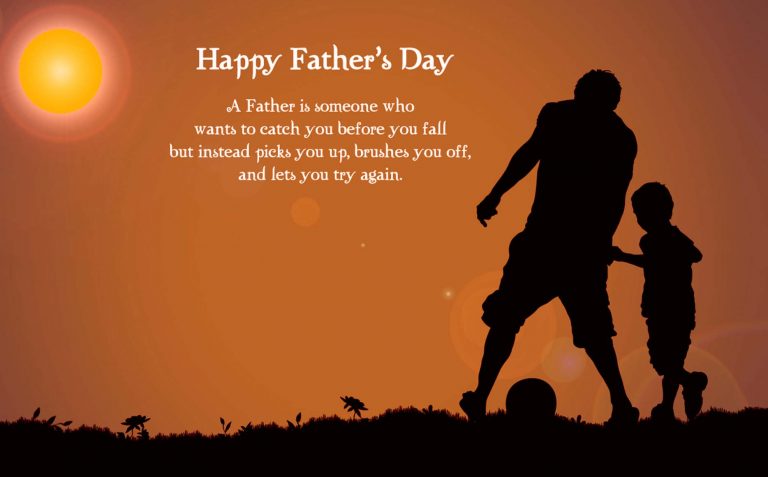 Happy Father's Day
A Father is someone who
wants to catch you before you fall
but instead picks you up, brushes you off,
and lets you try again.